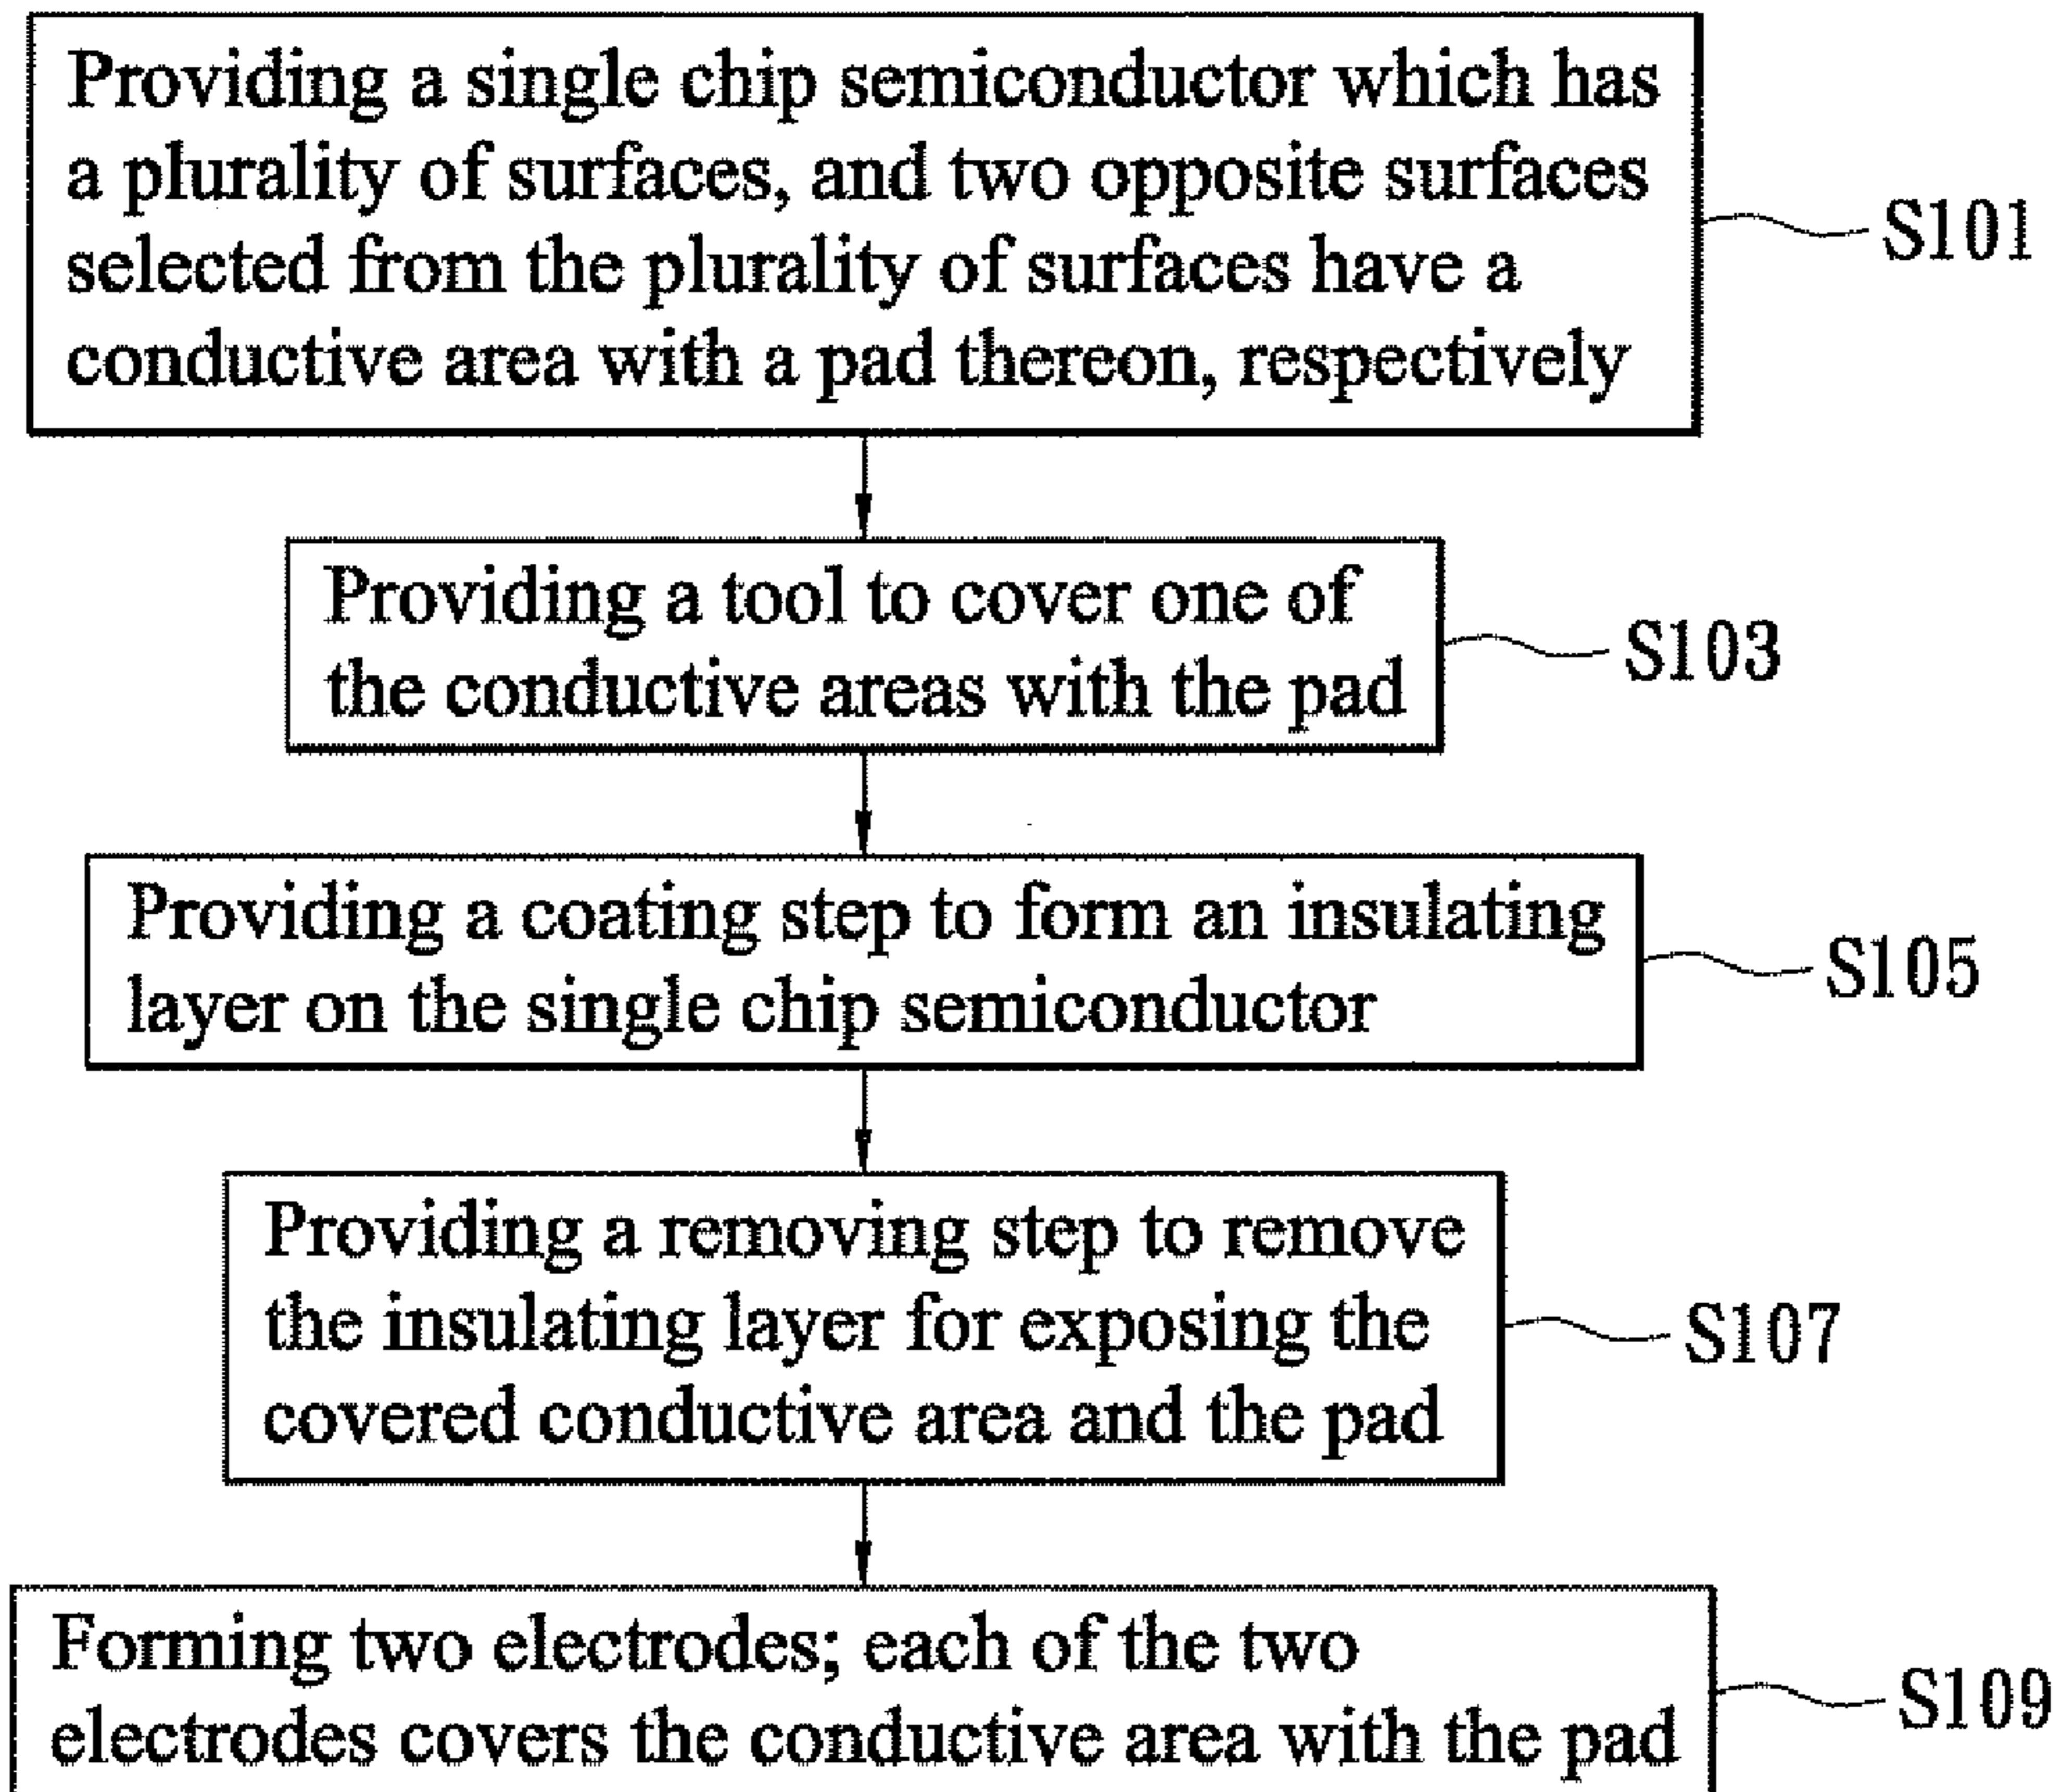 Providing a single chip semiconductor which has
a plurality of surfaces, and two opposite surfaces
selected from the plurality of surfaces have a
conductive area with a pad thereon, respectively
S101
Providing a tool to cover one of
the conductive areas with the pad
S103
Providing a coating step to form an insulating
layer on the single chip semiconductor
S105
Providing a removing step to remove
the insulating layer for exposing the
covered conductive area and the pad
S107
Forming two electrodes; each of the two
electrodes covers the conductive area with the pad
S109